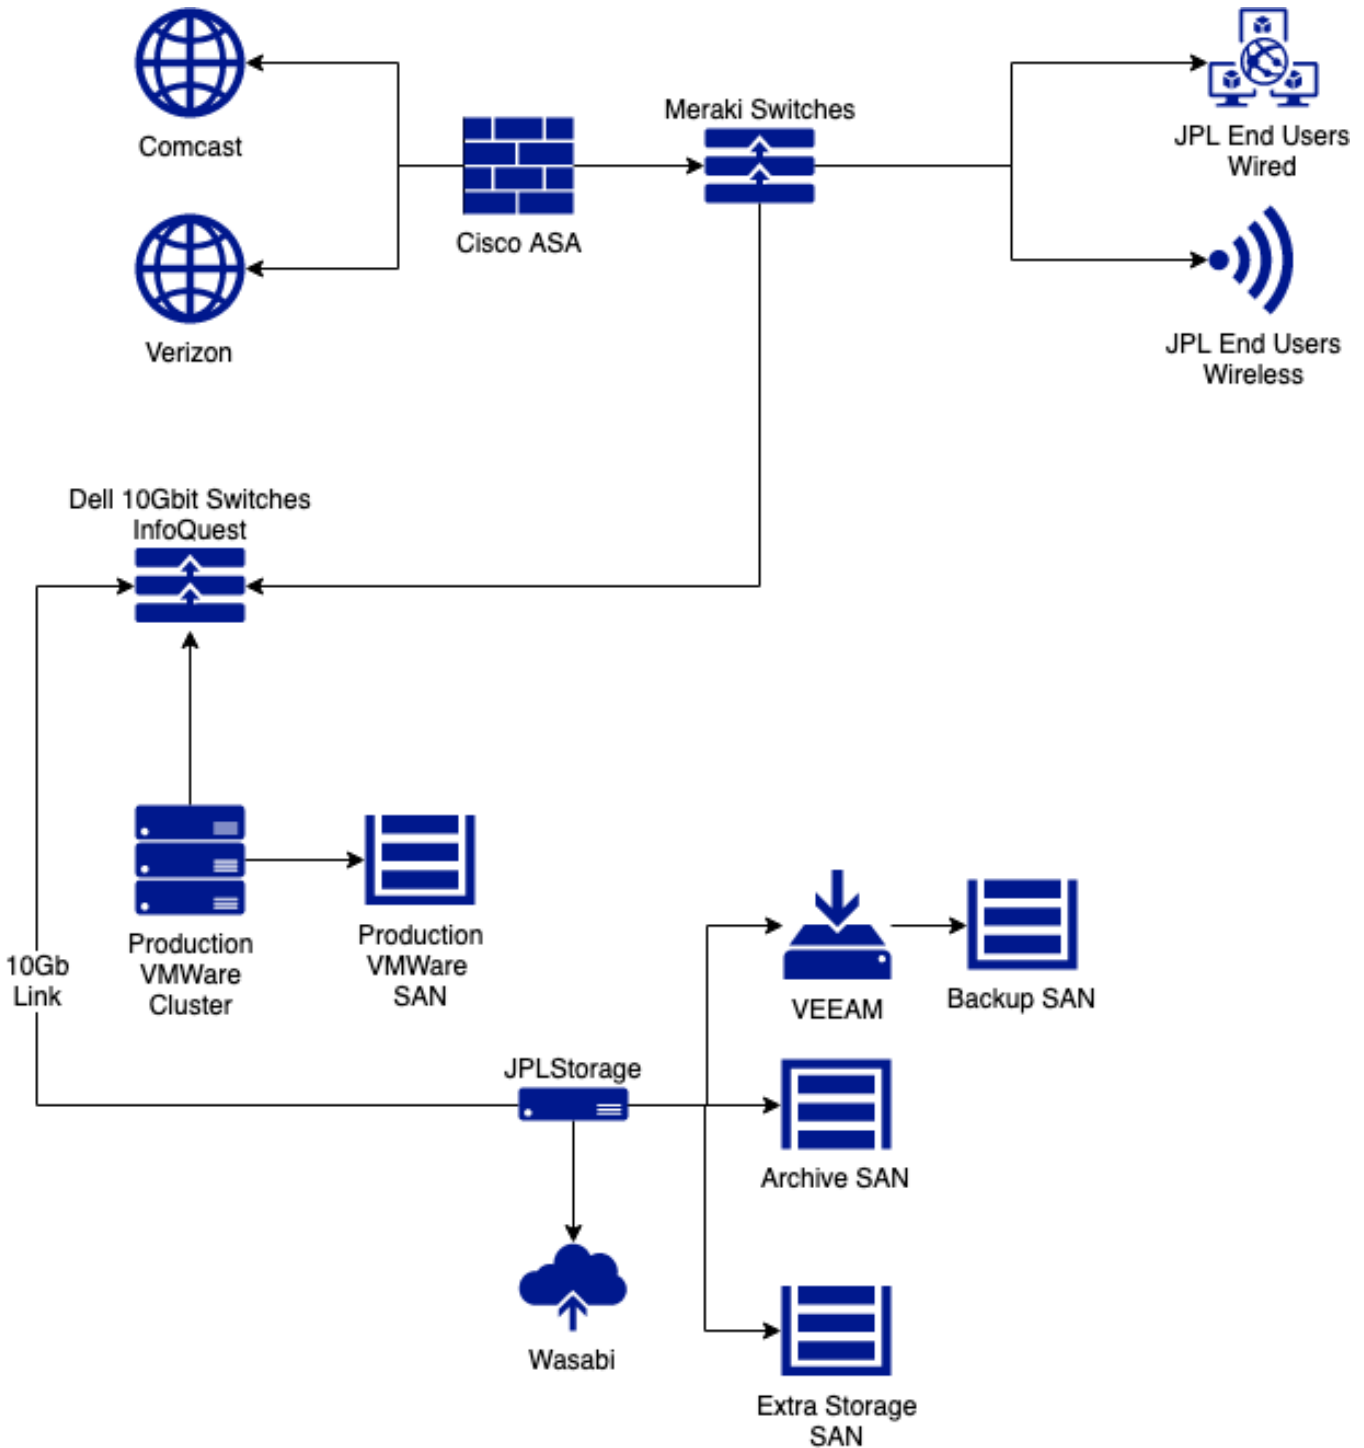 Comcast
Verizon
Cisco ASA
Meraki Switches
JPL End Users
Wired
JPL End Users
Wireless
Dell 10Gbit Switches
InfoQuest
Production
VMWare
Cluster
Production
VMWare
SAN
10Gb
Link
VEEAM
Backup SAN
JPLStorage
Archive SAN
Wasabi
Extra Storage
SAN